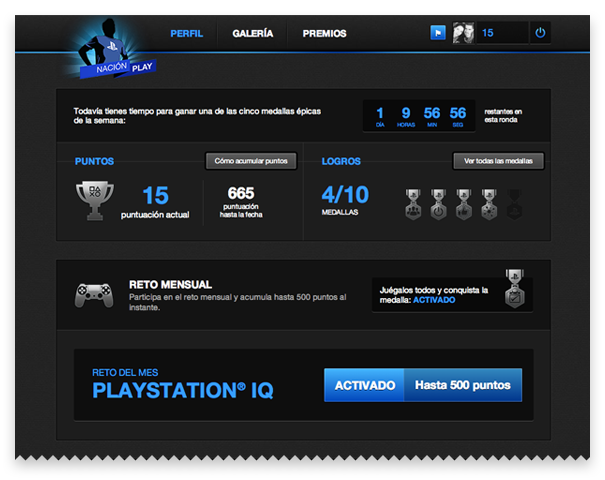 PERFIL GALERÍA PREMIOS 15
NACIÓN PLAY
Todavía tienes tiempo para ganar una de las cinco medallas épicas
de la semana:
1 9 56 56
DÍA HORAS MIN SEG
restantes en
esta ronda
PUNTOS Cómo acumular puntos
15
puntuación actual
665
puntuación
hasta la fecha
LOGROS Ver todas las medallas
4/10
MEDALLAS
RETO MENSUAL
Participa en el reto mensual y acumula hasta 500 puntos al
instante.
Juégalos todos y conquista la
medalla: ACTIVADO
RETO DEL MES
PLAYSTATION® IQ
ACTIVADO Hasta 500 puntos